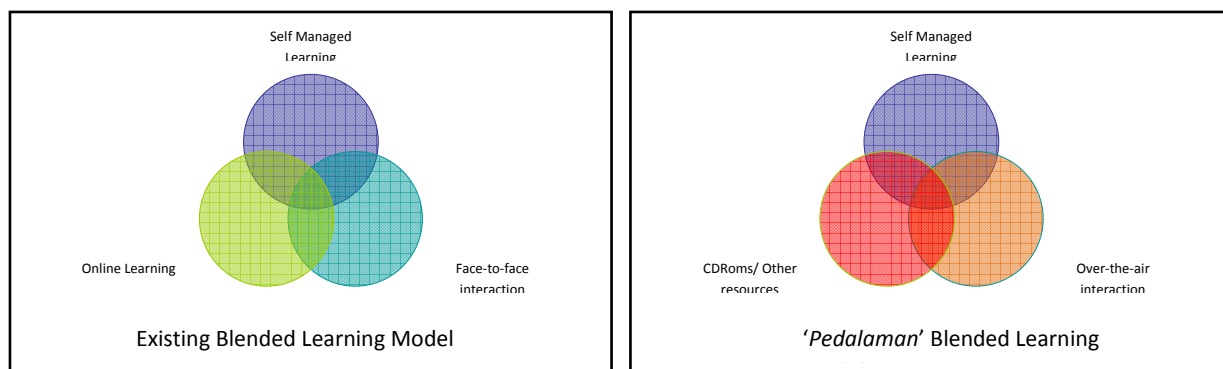 Self Managed
Learning
Online Learning
Face-to-face
interaction
Existing Blended Learning Model
Self Managed
Learning
CDRoms/ Other
resources
Over-the-air
interaction
‘Pedalaman’ Blended Learning